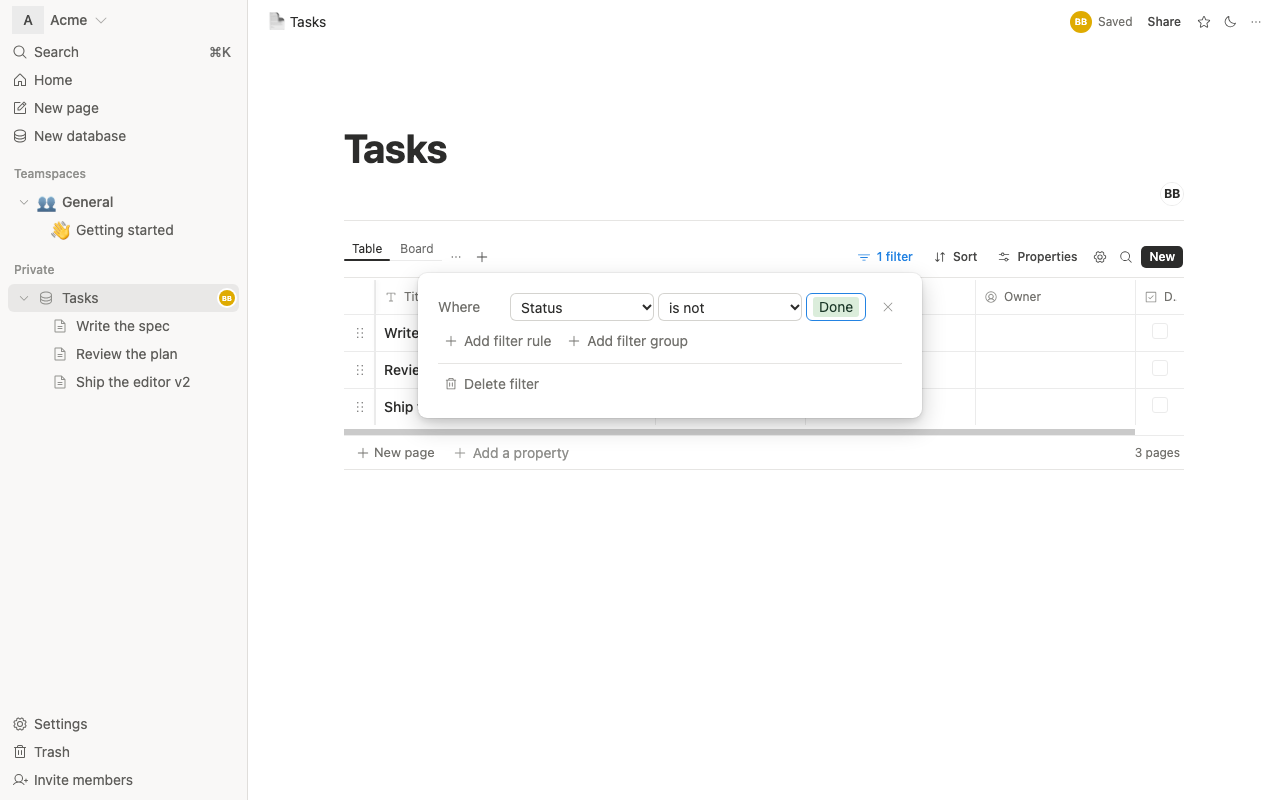 A Acme
Search ⌘K
Home
New page
New database
Teamspaces
General
Getting started
Private
Tasks BB
Write the spec
Review the plan
Ship the editor v2
Settings
Trash
Invite members
Tasks
BB Saved Share
Tasks
BB
Table Board
1 filter Sort Properties New
Owner D.
Where Status is not Done
Add filter rule Add filter group
Delete filter
Write
Ship
New page Add a property 3 pages